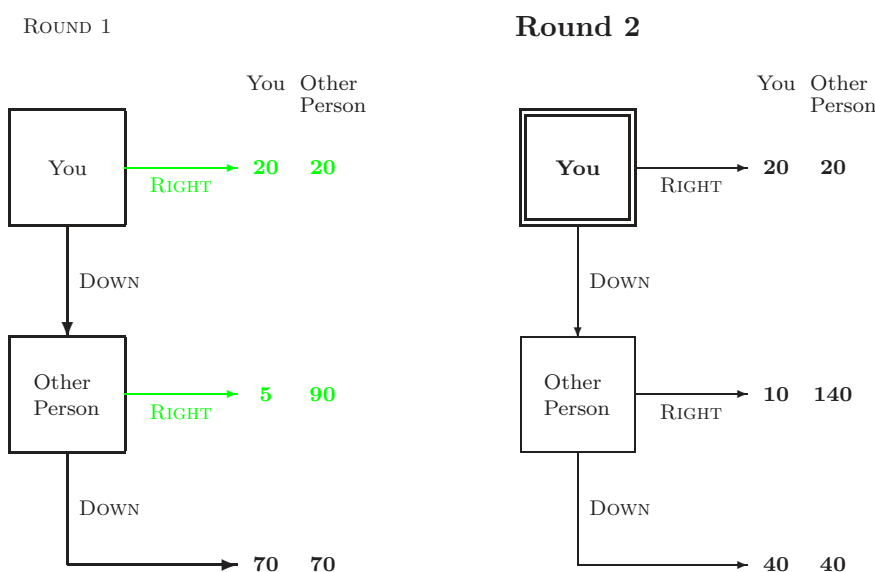 Round 1
You Other
Person
You
20 20
Right
Down
Other
Person
5 90
Right
Down
70 70
Round 2
You Other
Person
You
20 20
Right
Down
Other
Person
10 140
Right
Down
40 40